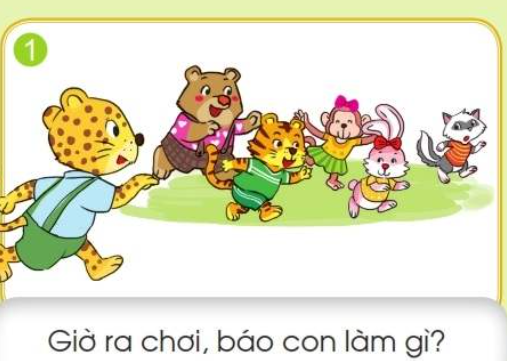 1
Giờ ra chơi, báo con làm gì?